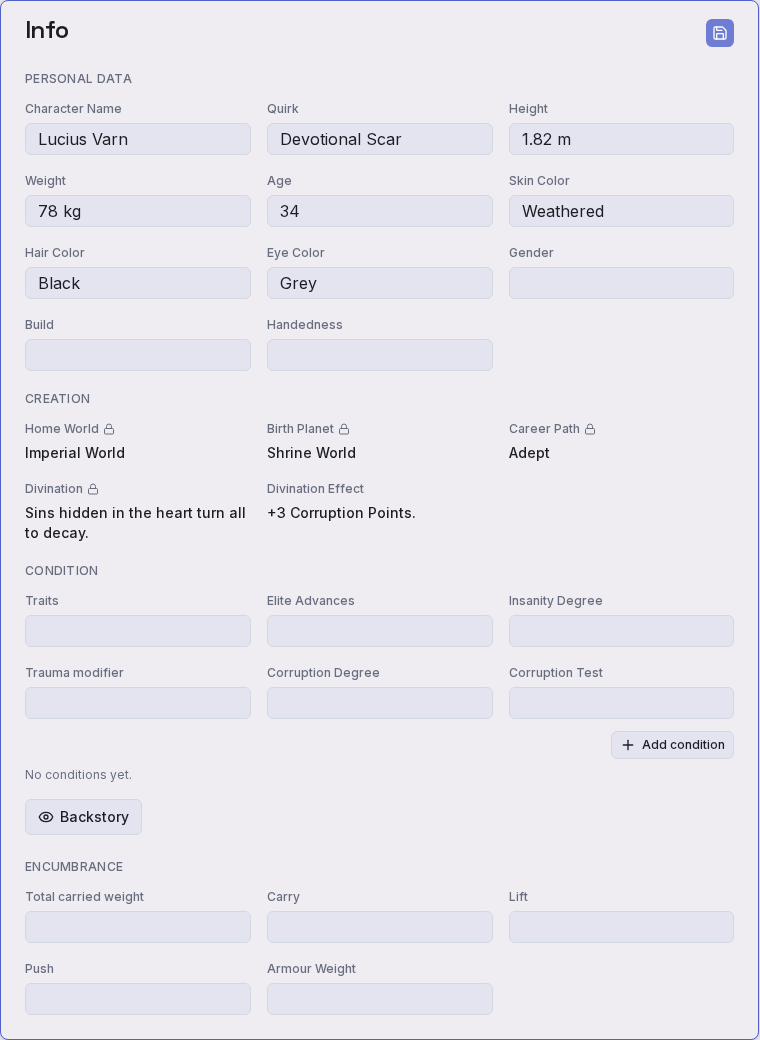 Info
PERSONAL DATA
Character Name
Quirk
Height
Lucius Varn
Devotional Scar
1.82 m
Weight
Age
Skin Color
78 kg
34
Weathered
Hair Color
Eye Color
Gender
Black
Grey
Build
Handedness
CREATION
Home World
Birth Planet
Career Path
Imperial World
Shrine World
Adept
Divination
Divination Effect
Sins hidden in the heart turn all
to decay.
+3 Corruption Points.
CONDITION
Traits
Elite Advances
Insanity Degree
Trauma modifier
Corruption Degree
Corruption Test
Add condition
No conditions yet.
Backstory
ENCUMBRANCE
Total carried weight
Carry
Lift
Push
Armour Weight